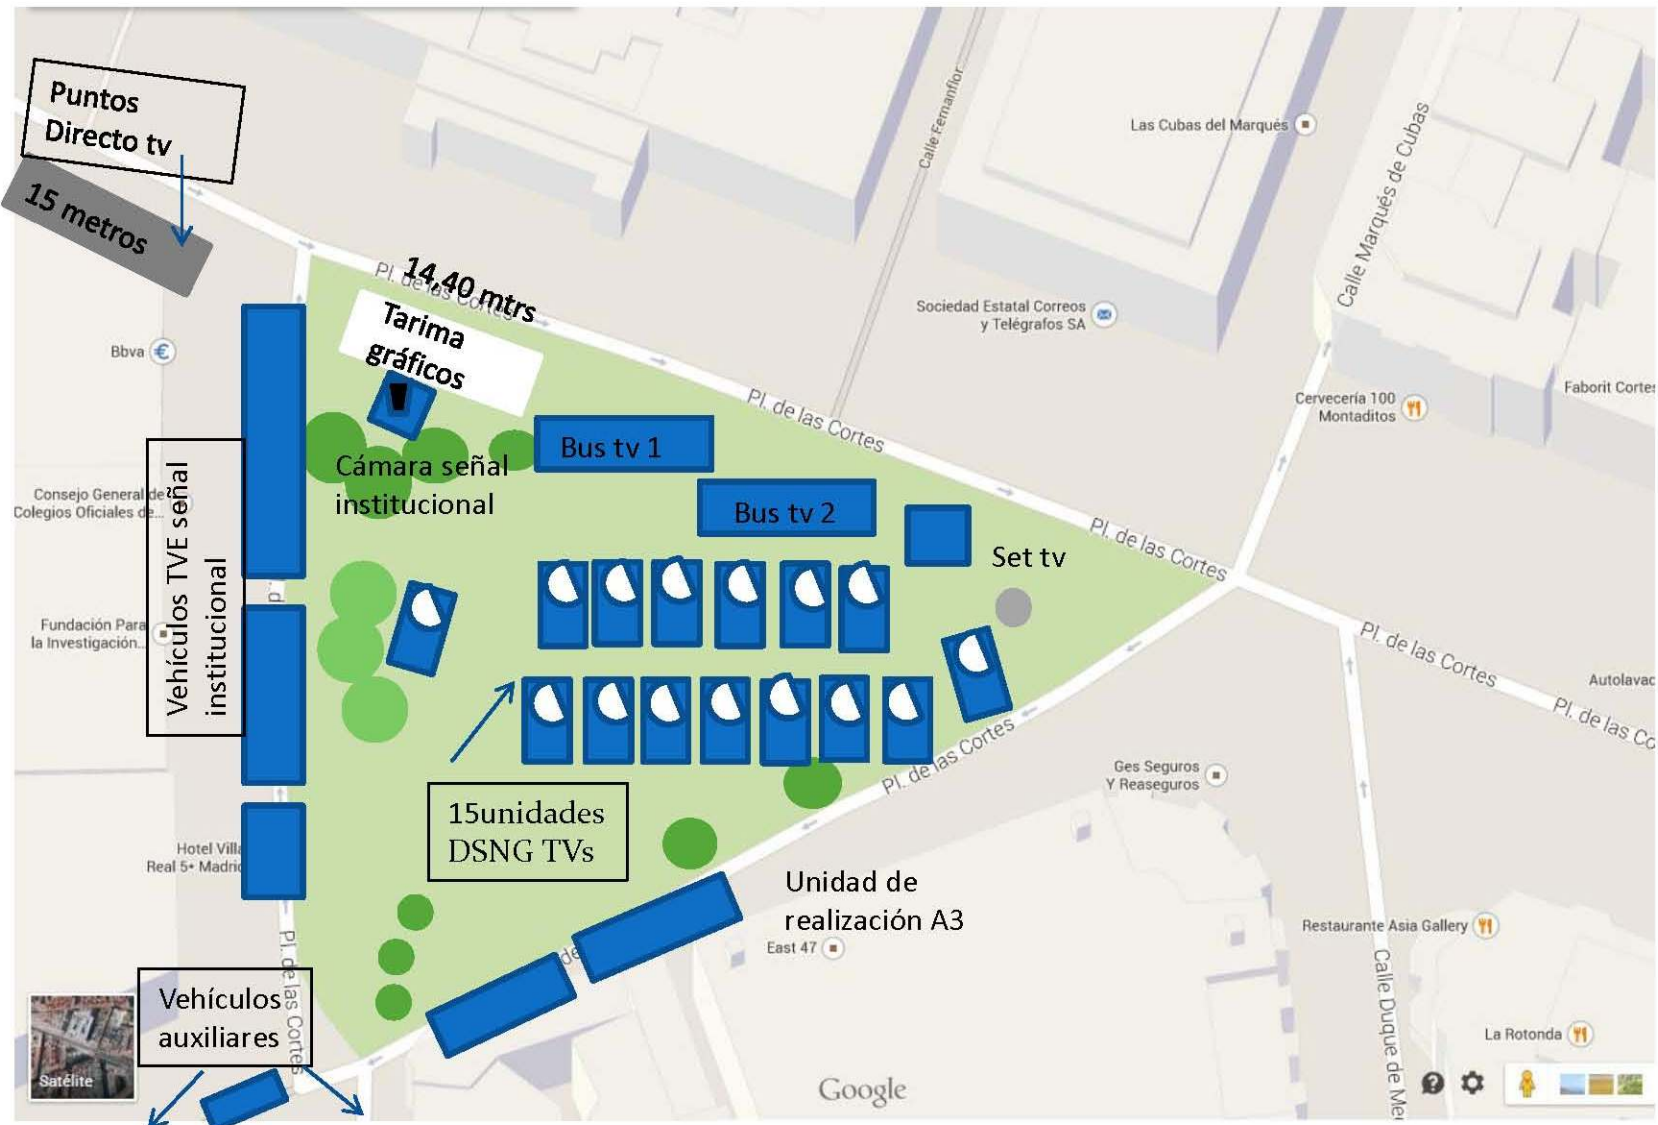 Puntos
Directo tv
15 metros
14,40 mtrs
Pl. de las Cortes
Tarima
gráficos
Calle Fernanflor
Las Cubas del Marqués
Calle Marqués de Cubas
Sociedad Estatal Correos
y Telégrafos SA
Bbva
Pl. de las Cortes
Cervecería 100
Montaditos
Faborit Cortes
Bus tv 1
Cámara señal
institucional
Bus tv 2
Set tv
Consejo General de
Colegios Oficiales de...
Vehículos TVE señal
institucional
Fundación Para
la Investigación...
Pl. de las Cortes
Pl. de las Cortes
Autolavac
Pl. de las Co
Pl. de las Cortes
Ges Seguros
Y Reaseguros
15unidades
DSNG TVs
Hotel Villa
Real 5* Madrid
Unidad de
realización A3
East 47
de
Restaurante Asia Gallery
Pl. de las Cortes
Vehículos
auxiliares
Calle Duque de Me
La Rotonda
Satélite
Google